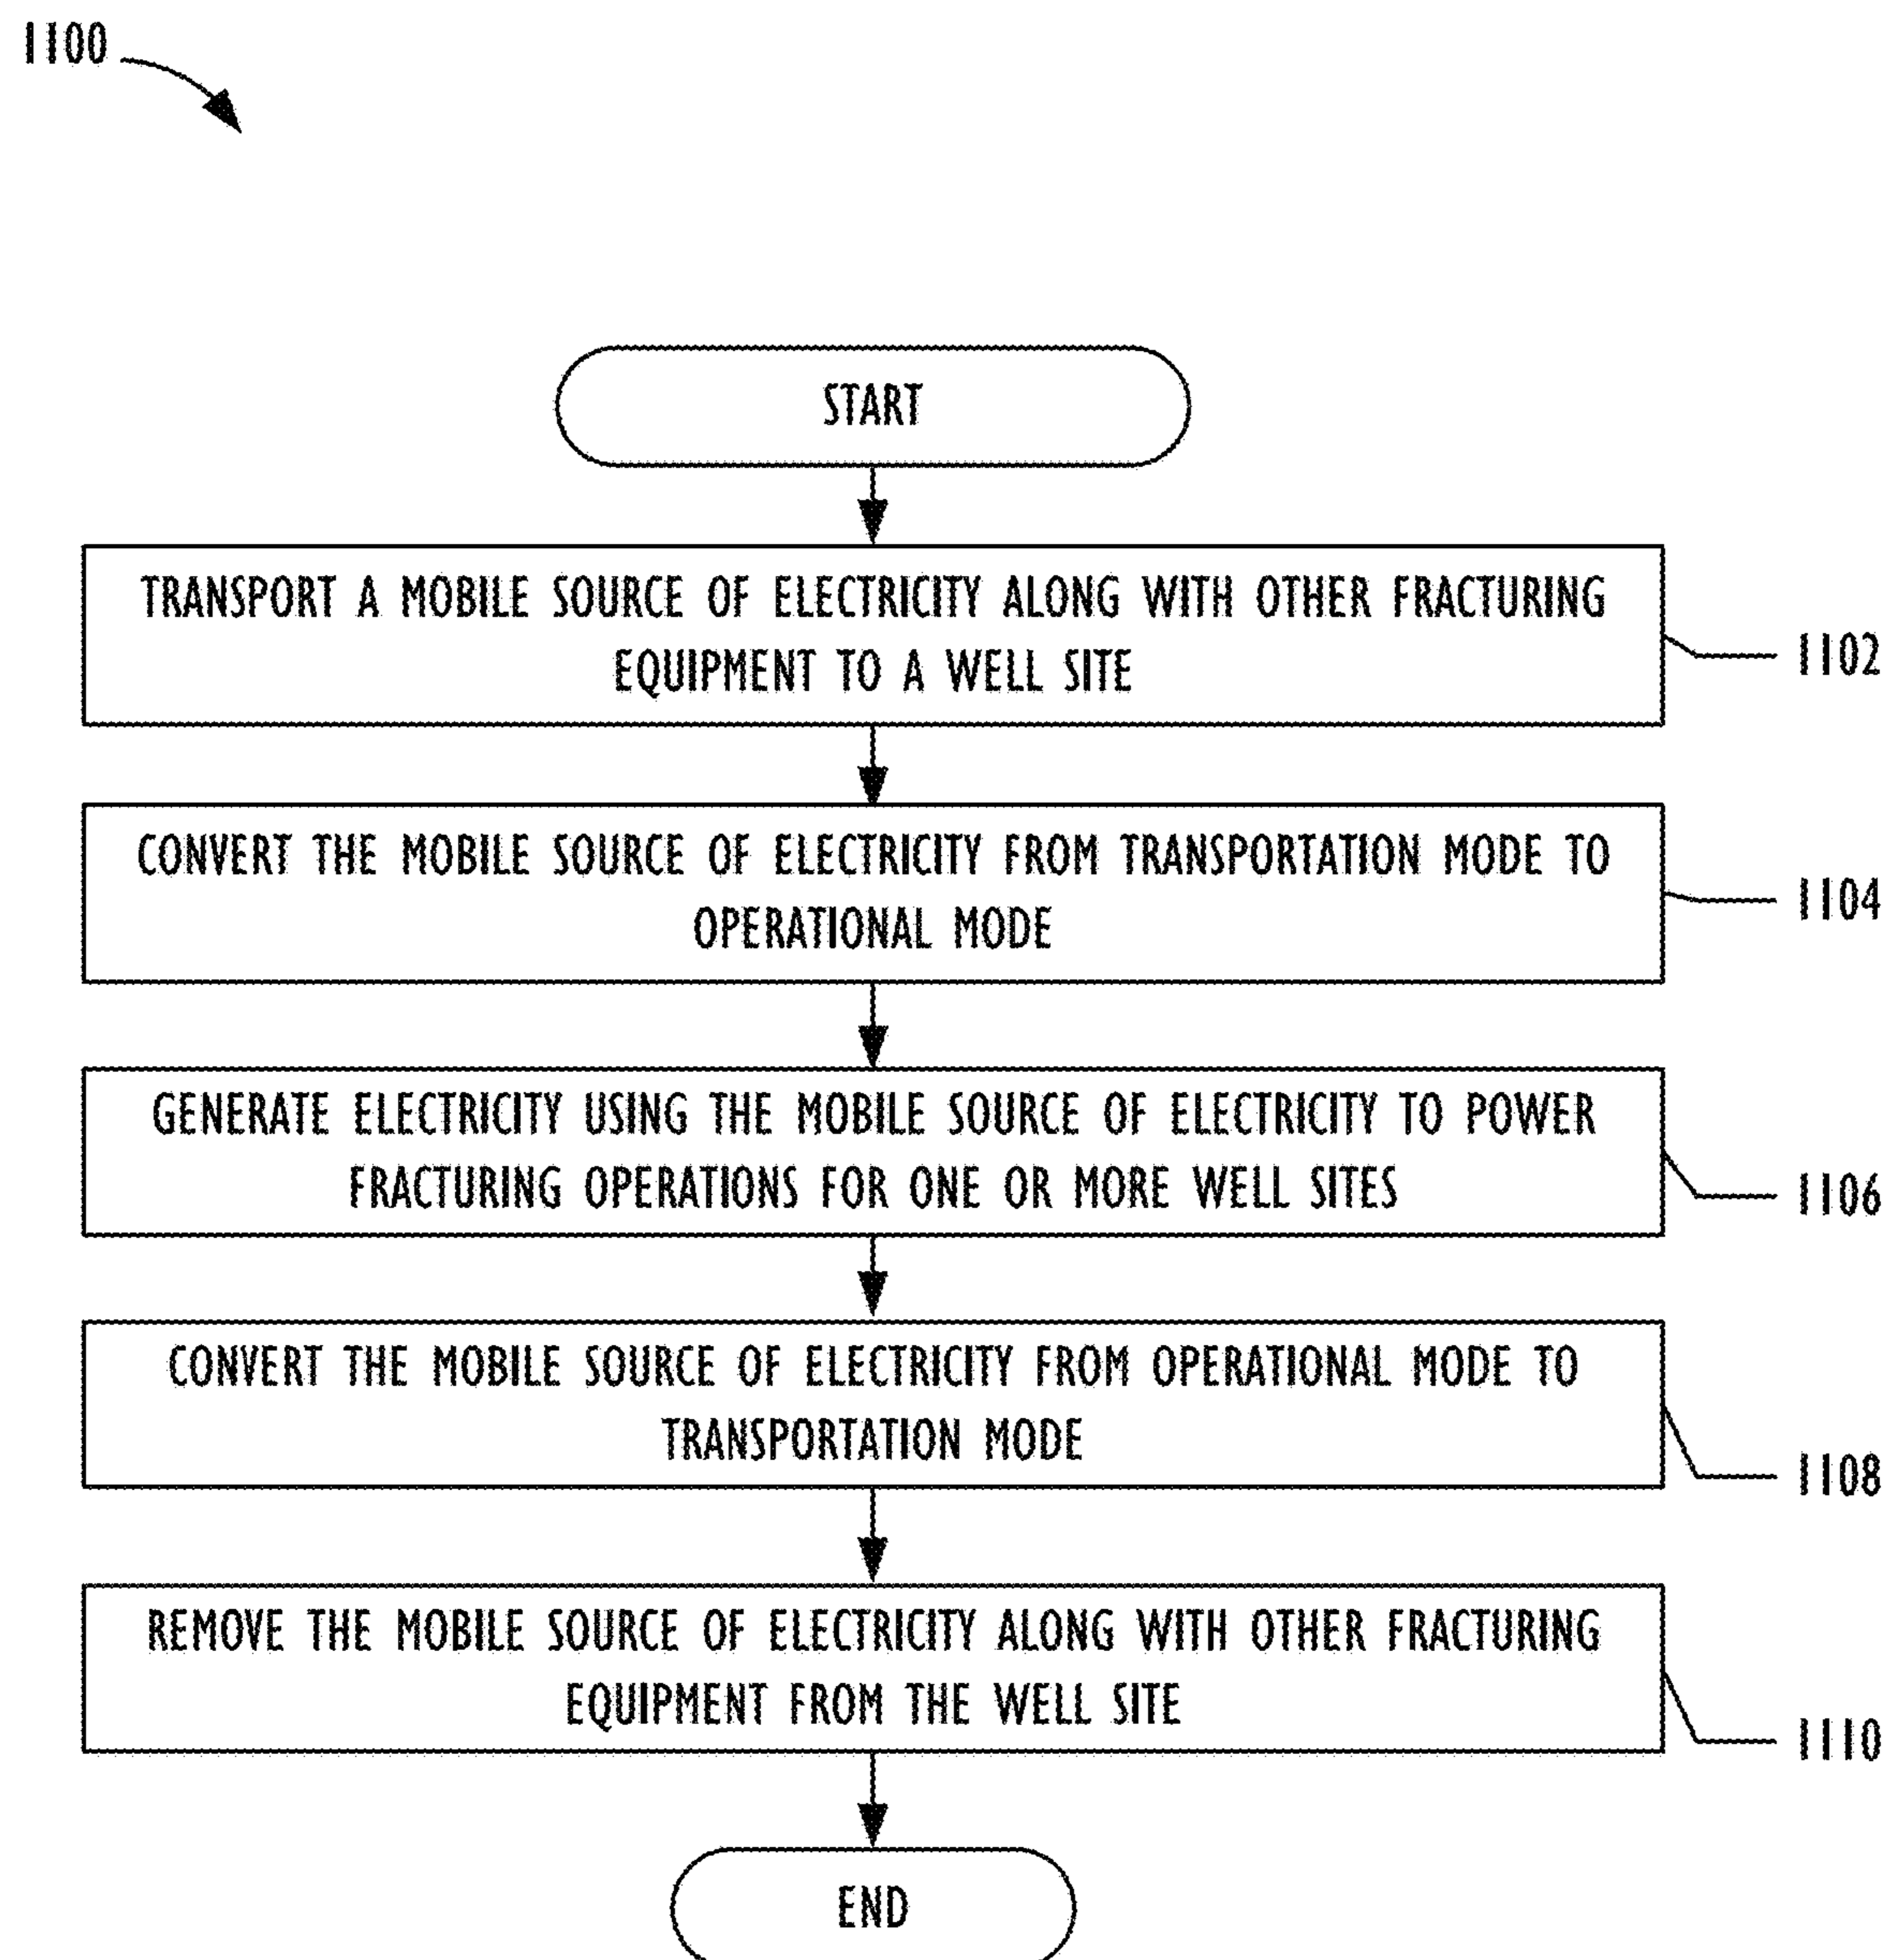 1100
START
TRANSPORT A MOBILE SOURCE OF ELECTRICITY ALONG WITH OTHER FRACTURING
EQUIPMENT TO A WELL SITE
1102
CONVERT THE MOBILE SOURCE OF ELECTRICITY FROM TRANSPORTATION MODE TO
OPERATIONAL MODE
1104
GENERATE ELECTRICITY USING THE MOBILE SOURCE OF ELECTRICITY TO POWER
FRACTURING OPERATIONS FOR ONE OR MORE WELL SITES
1106
CONVERT THE MOBILE SOURCE OF ELECTRICITY FROM OPERATIONAL MODE TO
TRANSPORTATION MODE
1108
REMOVE THE MOBILE SOURCE OF ELECTRICITY ALONG WITH OTHER FRACTURING
EQUIPMENT FROM THE WELL SITE
1110
END